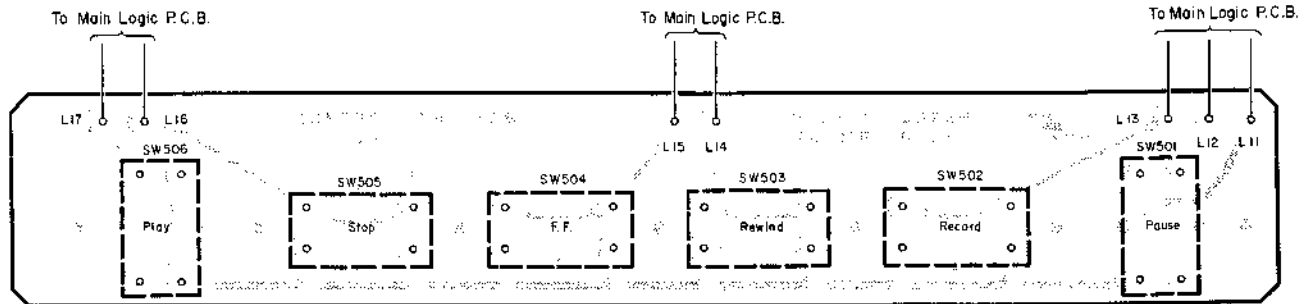 To Main Logic P.C.B.
To Main Logic P.C.B.
To Main Logic P.C.B.
L17
L16
L15
L14
L13
L12
L11
SW506
SW505
SW504
SW503
SW502
SW501
Play
Stop
F.F.
Rewind
Record
Pause